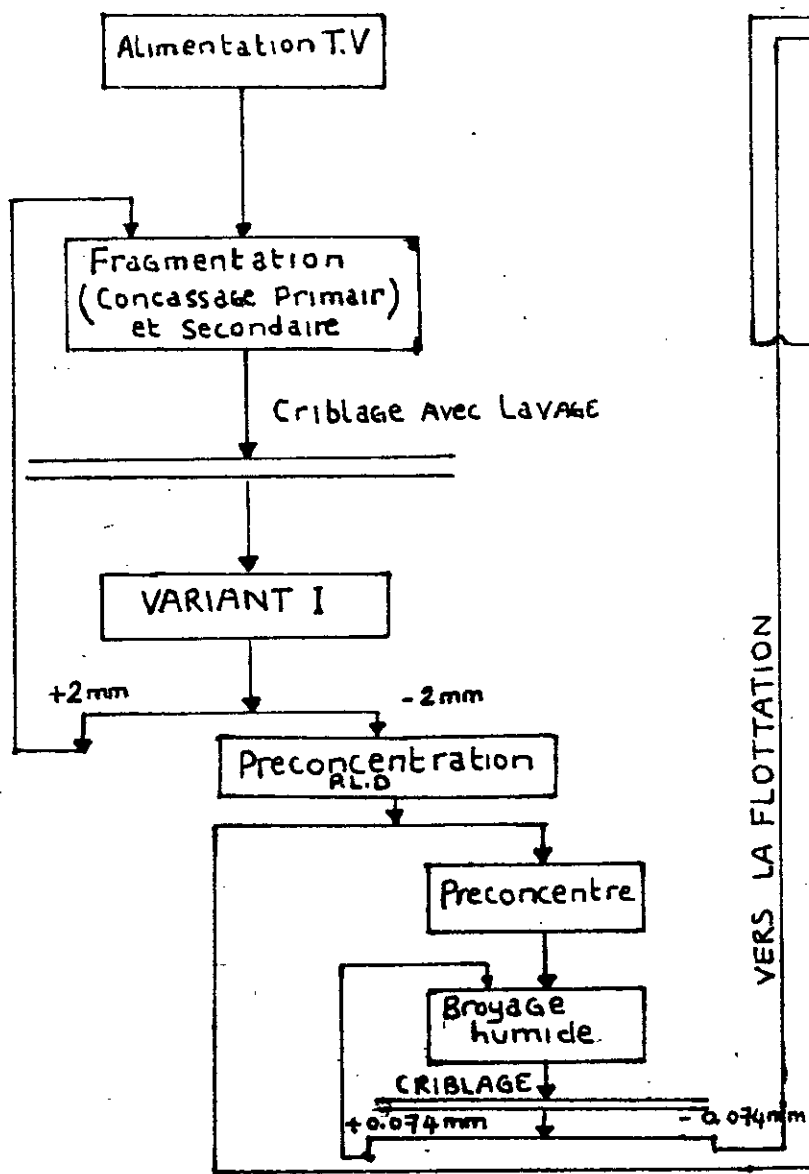 Alimentation T.V
Fragmentation
(Concassage Primair)
et Secondaire
Criblage Avec LAVAGE
VARIANT I
+2mm
-2mm
Preconcentration
P.L.D
Preconcentre
Broyage
humide
CRIBLAGE
+0.074mm
-0.074mm
VERS LA FLOTTATION